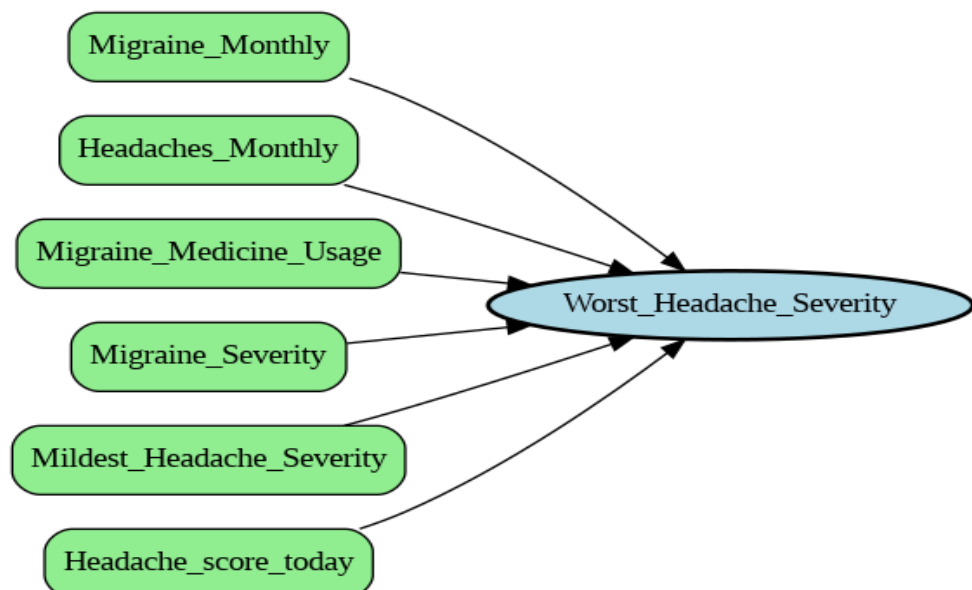 Migraine_Monthly
Headaches_Monthly
Migraine_Medicine_Usage
Worst_Headache_Severity
Migraine_Severity
Mildest_Headache_Severity
Headache_score_today